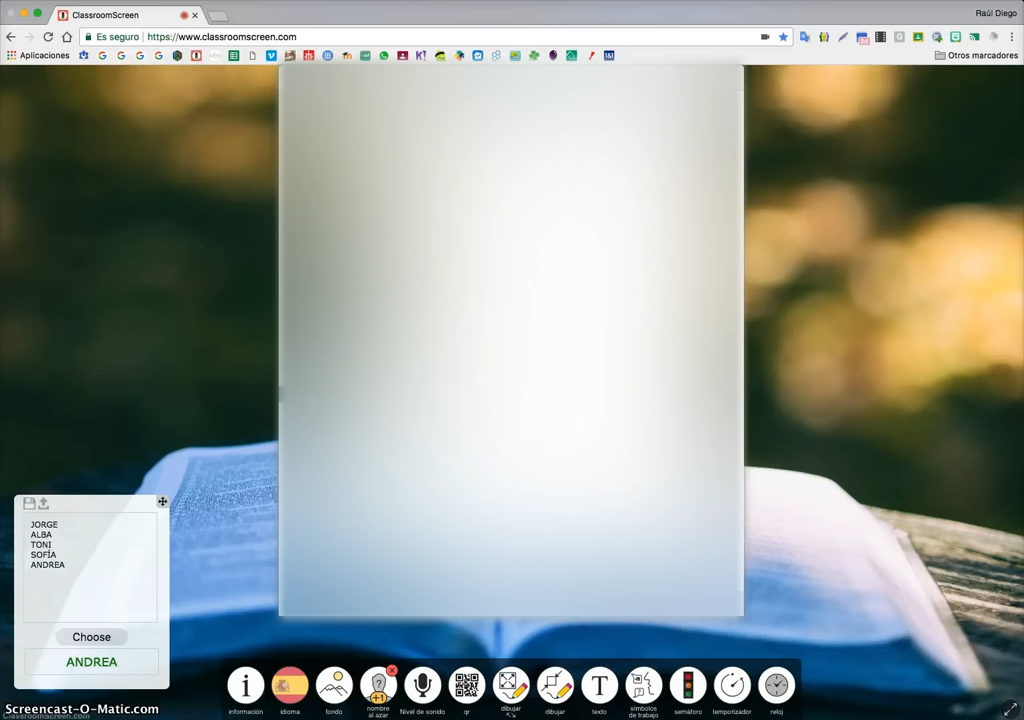 ClassroomScreen
Raúl Diego
Es seguro
https://www.classroomscreen.com
Aplicaciones
Otros marcadores
JORGE
ALBA
TONI
SOFÍA
ANDREA
Choose
ANDREA
información
idioma
fondo
nombre
al azar
Nivel de sonido
qr
dibujar
dibujar
texto
símbolos
de trabajo
semáforo
temporizador
reloj
Screencast-O-Matic.com